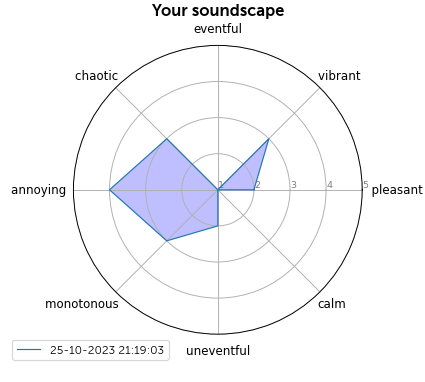 Your soundscape
eventful
chaotic
vibrant
annoying
1 2 3 4 5
pleasant
monotonous
calm
uneventful
25-10-2023 21:19:03